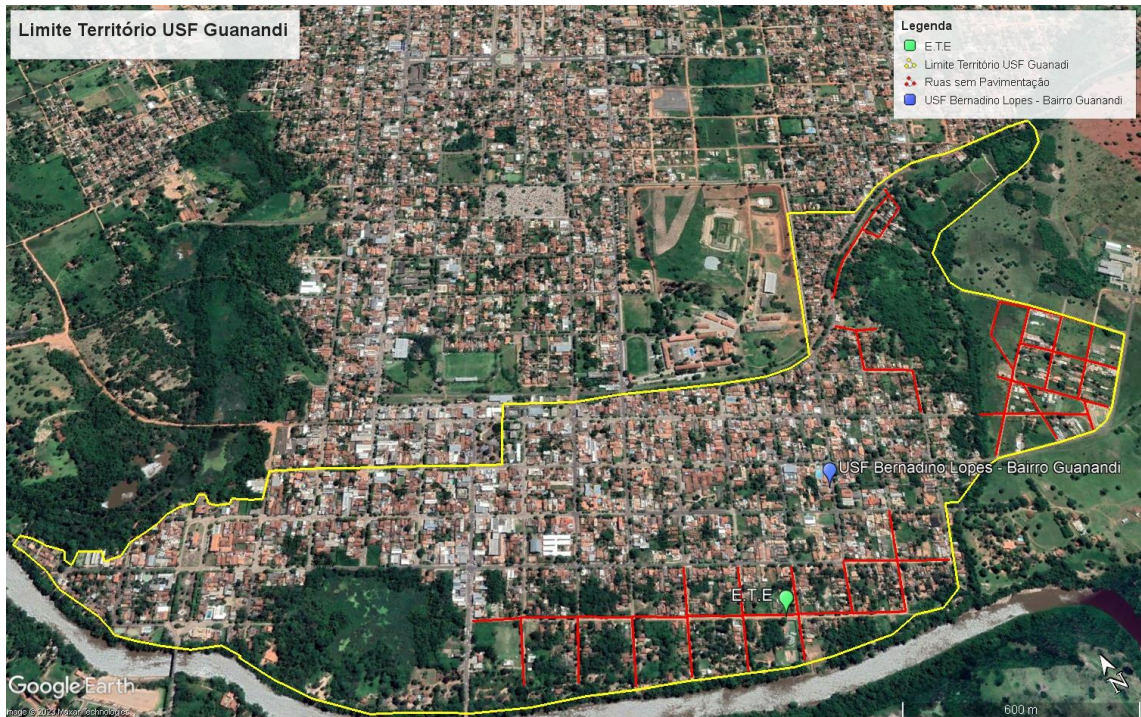 Limite Território USF Guanandi
Legenda
E.T.E
Limite Território USF Guanadi
Ruas sem Pavimentação
USF Bernadino Lopes - Bairro Guanandi
USF Bernadino Lopes - Bairro Guanandi
E.T.E
N
Google Earth
Image © 2023 Maxar Technologies
600 m